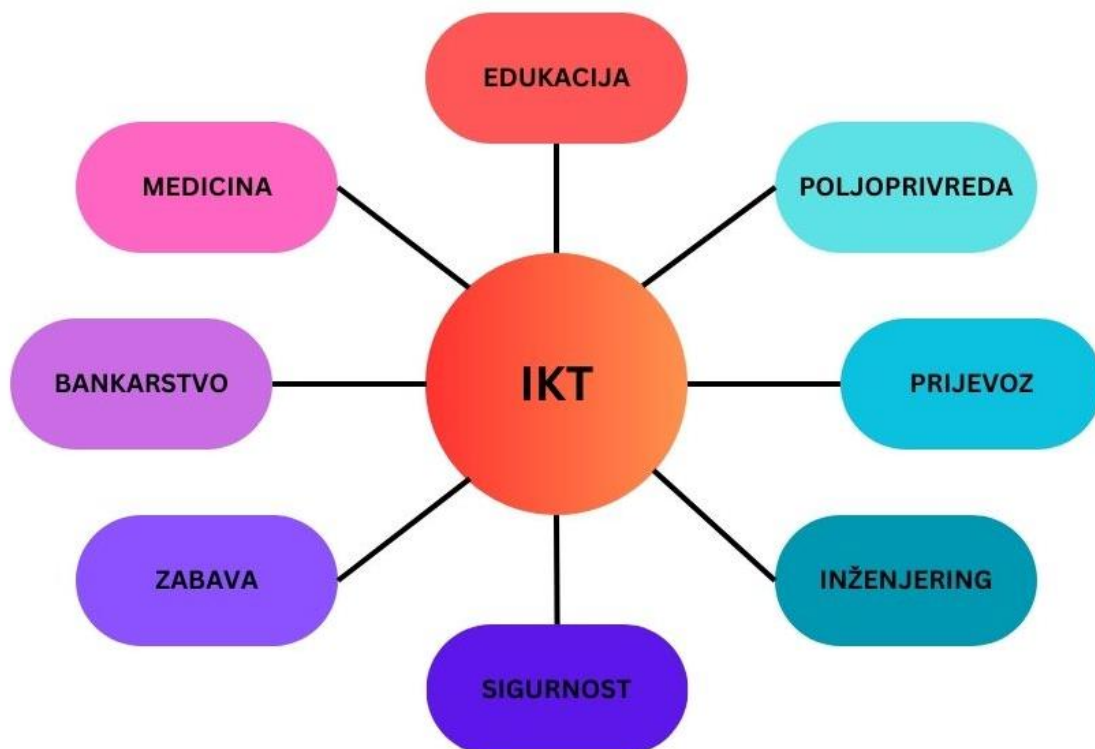 EDUKACIJA
MEDICINA
POLJOPRIVREDA
BANKARSTVO
IKT
PRIJEVOZ
ZABAVA
INŽENJERING
SIGURNOST